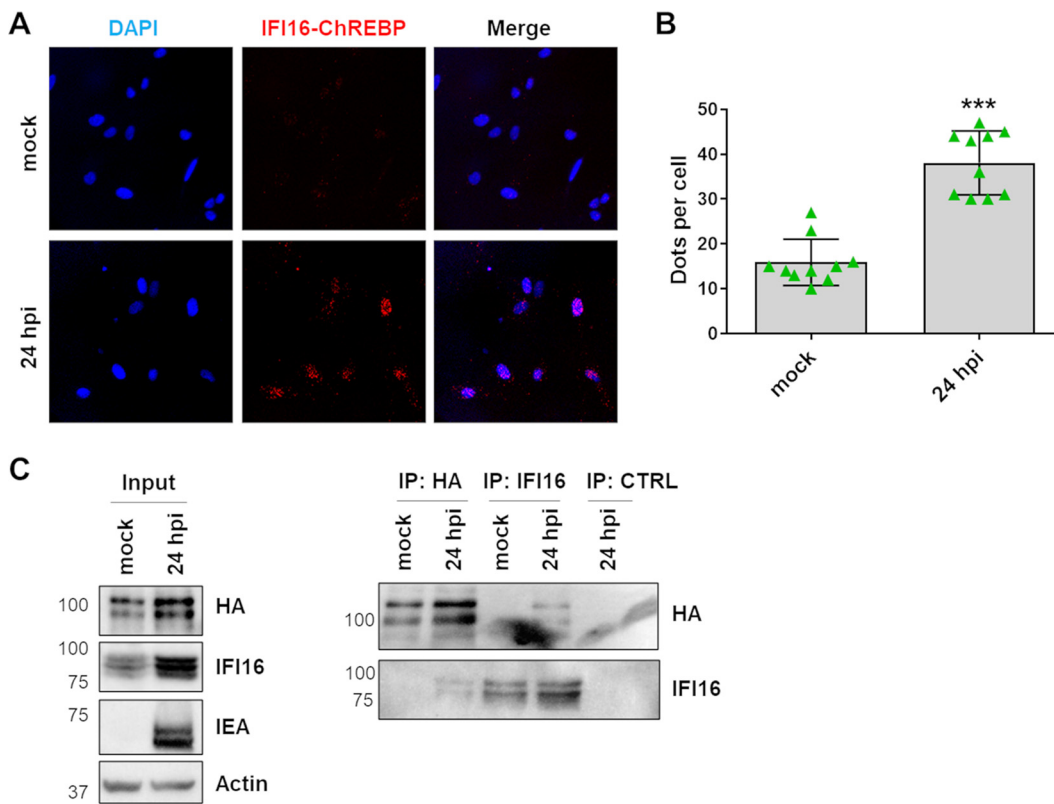 A
DAPI
IFI16-ChREBP
Merge
mock
24 hpi
B
***
Dots per cell
50
40
30
20
10
0
mock
24 hpi
C
Input
mock
24 hpi
100
HA
100
75
IFI16
75
IEA
37
Actin
IP: HA
IP: IFI16
IP: CTRL
mock
24 hpi
mock
24 hpi
24 hpi
100
HA
100
75
IFI16